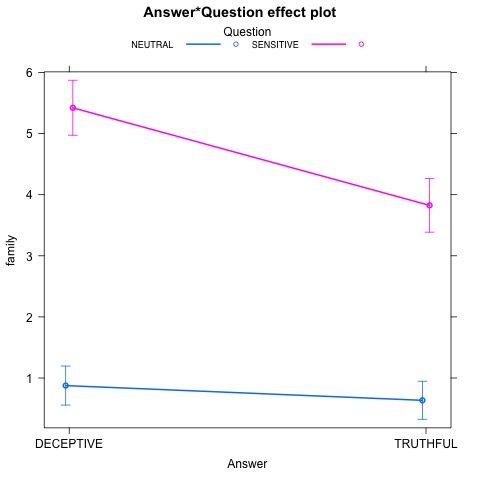 Answer*Question effect plot
Question
NEUTRAL SENSITIVE
6
5
4
3
2
1
family
DECEPTIVE TRUTHFUL
Answer